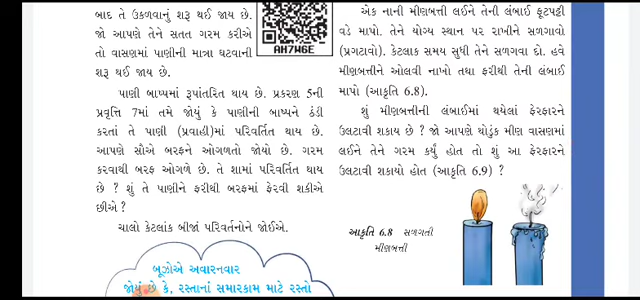 બાદ તે ઉકળવાનું શરૂ થઈ જાય છે.
જો આપણે તેને સતત ગરમ કરીએ
તો વાસણમાં પાણીની માત્રા ઘટવાની
શરૂ થઈ જાય છે.
પાણી બાષ્પમાં રૂપાંતરિત થાય છે. પ્રકરણ 5ની
પ્રવૃત્તિ 7માં તમે જોયું કે પાણીની બાષ્પને ઠંડી
કરતાં તે પાણી (પ્રવાહી)માં પરિવર્તિત થાય છે.
આપણે સૌએ બરફને ઓગળતો જોયો છે. ગરમ
કરવાથી બરફ ઓગળે છે. તે શામાં પરિવર્તિત થાય
છે ? શું તે પાણીને ફરીથી બરફમાં ફેરવી શકીએ
છીએ ?
ચાલો કેટલાંક બીજાં પરિવર્તનોને જોઈએ.
બૂઝોએ અવારનવાર
જોયું છે કે, રસ્તાનાં સમારકામ માટે રસ્તો
AH7W6E
એક નાની મીણબત્તી લઈને તેની લંબાઈ ફૂટપટ્ટી
વડે માપો. તેને યોગ્ય સ્થાન પર રાખીને સળગાવો
(પ્રગટાવો). કેટલાક સમય સુધી તેને સળગવા દો. હવે
મીણબત્તીને ઓલવી નાખો તથા ફરીથી તેની લંબાઈ
માપો (આકૃતિ 6.8).
શું મીણબત્તીની લંબાઈમાં થયેલાં ફેરફારને
ઉલટાવી શકાય છે ? જો આપણે થોડુંક મીણ વાસણમાં
લઈને તેને ગરમ કર્યું હોત તો શું આ ફેરફારને
ઉલટાવી શકાયો હોત (આકૃતિ 6.9) ?
આકૃતિ 6.8 સળગતી
મીણબત્તી